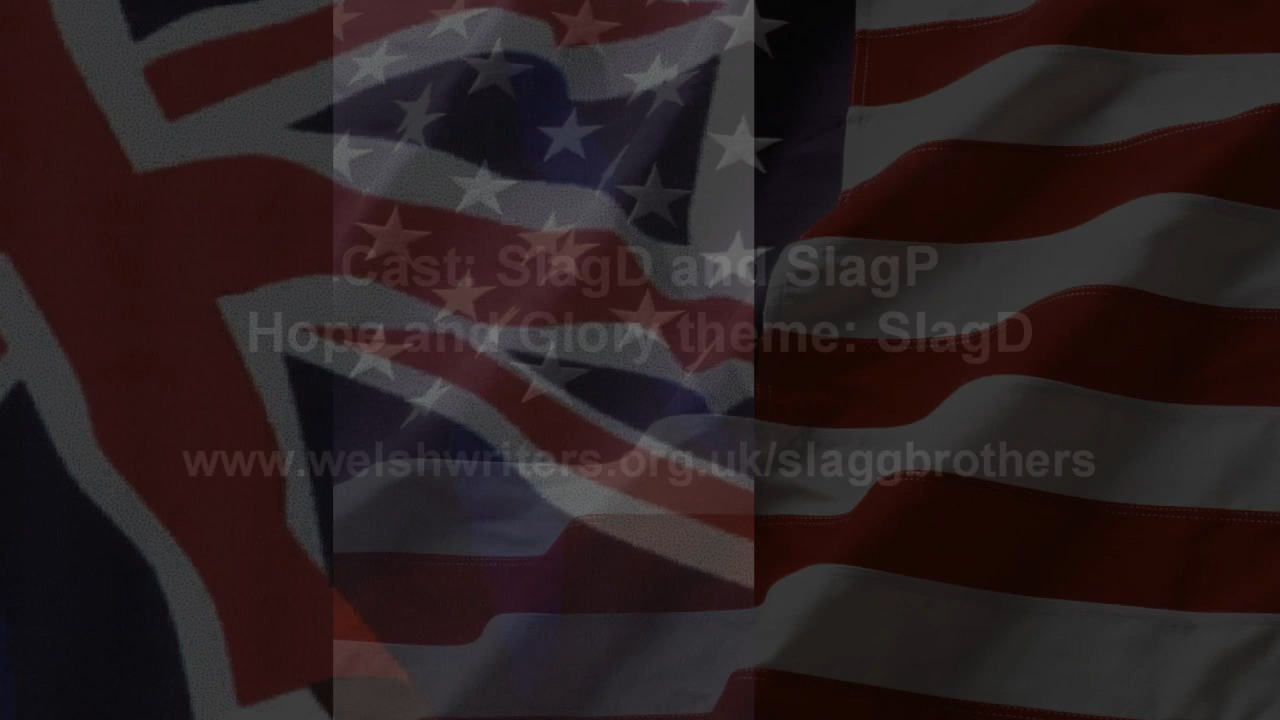 Cast: SlagD and SlagP
Hope and Glory theme: SlagD
www.welshwriters.org.uk/slaggbrothers